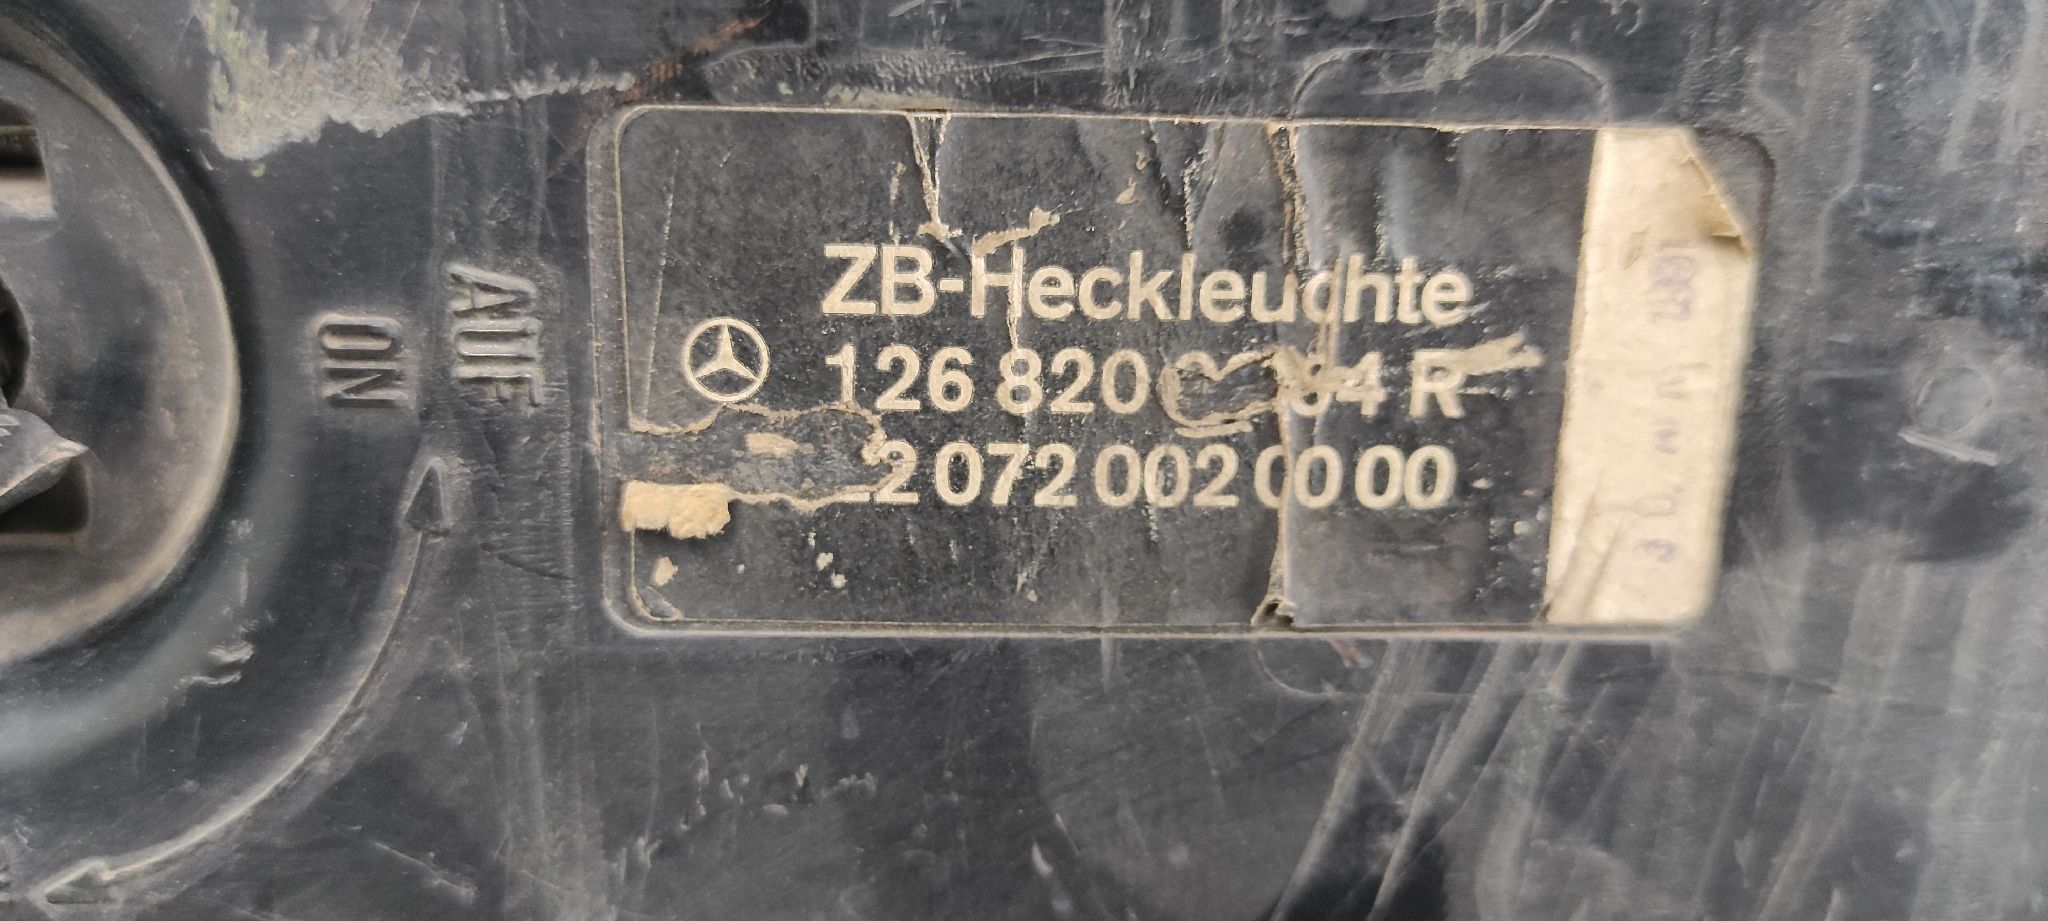 AUF
ON
ZB-Heckleuchte
126 820
R
2 072 002 00 00